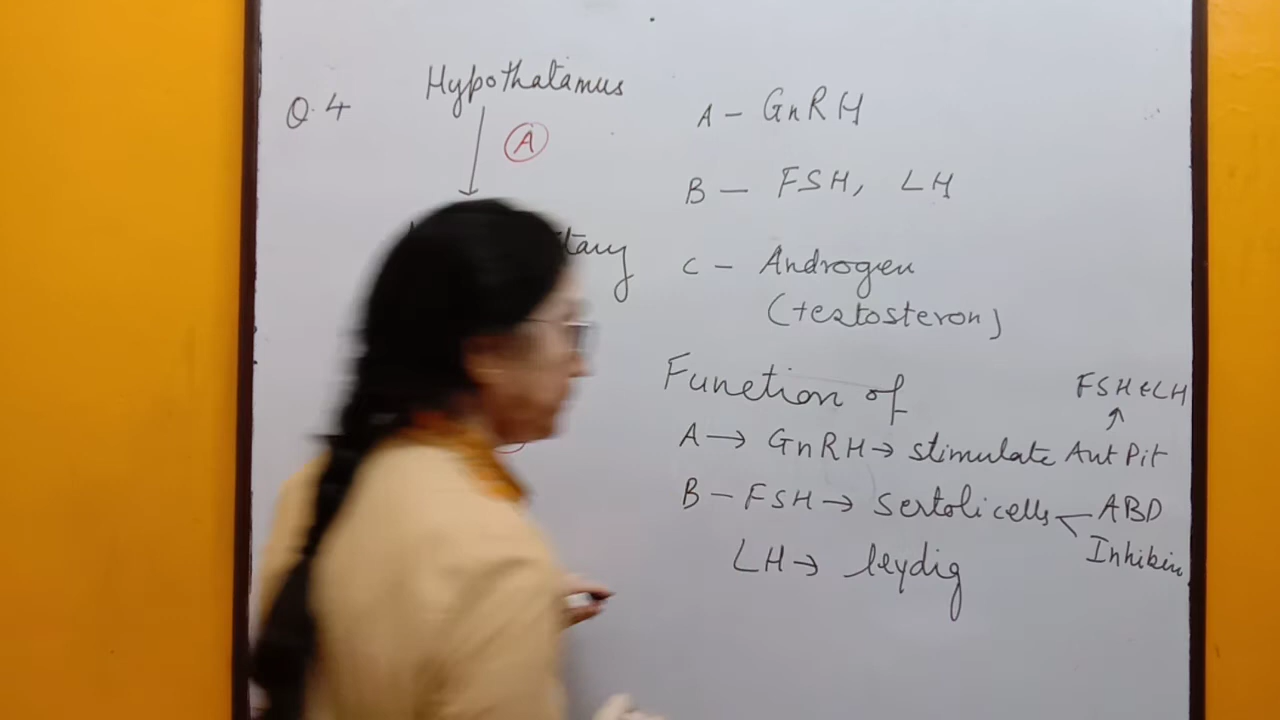 Q.4
Hypothalamus
A
A - GnRH
B - FSH, LH
C - Androgen
(testosteron)
Function of
FSH & LH
↑
A → GnRH → stimulate Ant Pit
B - FSH → Sertoli cells ABD
Inhibin
LH → leydig